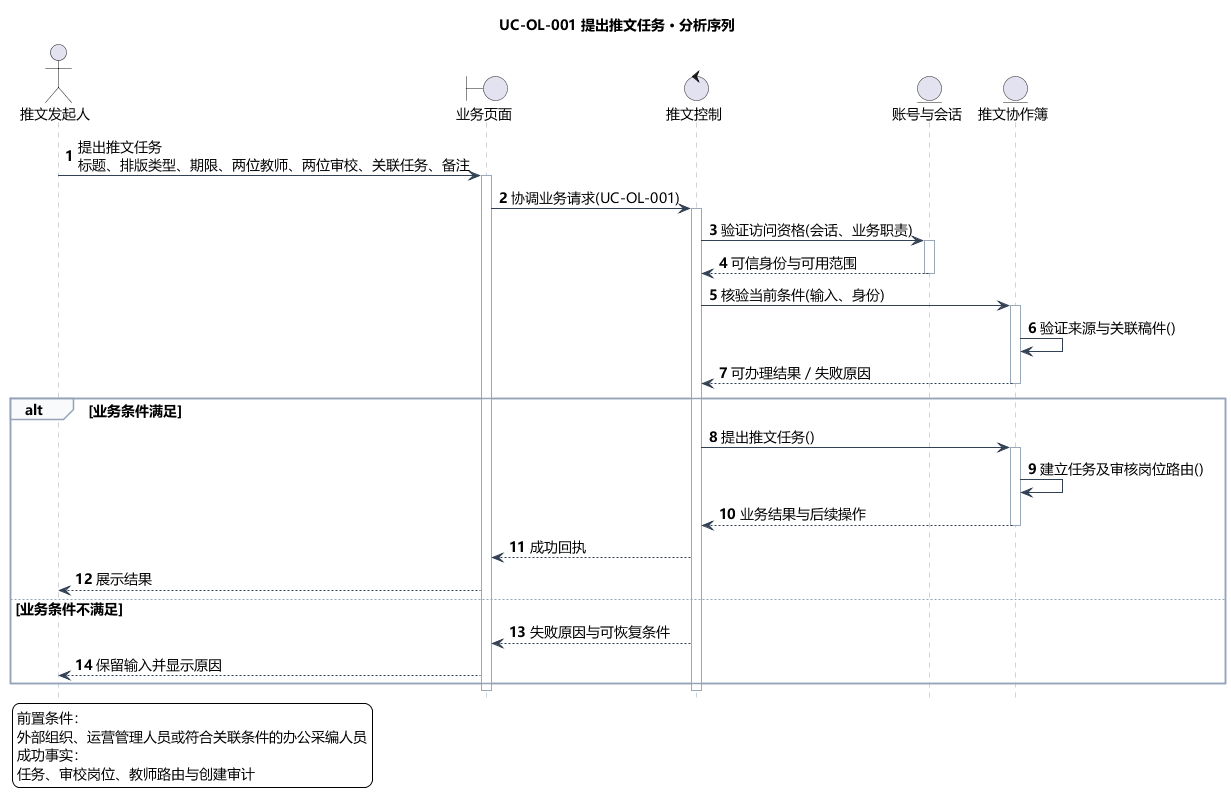 UC-OL-001 提出推文任务 • 分析序列
推文发起人
业务页面
推文控制
账号与会话
推文协作簿
1 提出推文任务
标题、排版类型、期限、两位教师、两位审校、关联任务、备注
2 协调业务请求(UC-OL-001)
3 验证访问资格(会话、业务职责)
4 可信身份与可用范围
5 核验当前条件(输入、身份)
6 验证来源与关联稿件()
7 可办理结果 / 失败原因
alt [业务条件满足]
8 提出推文任务()
9 建立任务及审核岗位路由()
10 业务结果与后续操作
11 成功回执
12 展示结果
[业务条件不满足]
13 失败原因与可恢复条件
14 保留输入并显示原因
前置条件：
外部组织、运营管理人员或符合关联条件的办公采编人员
成功事实：
任务、审校岗位、教师路由与创建审计